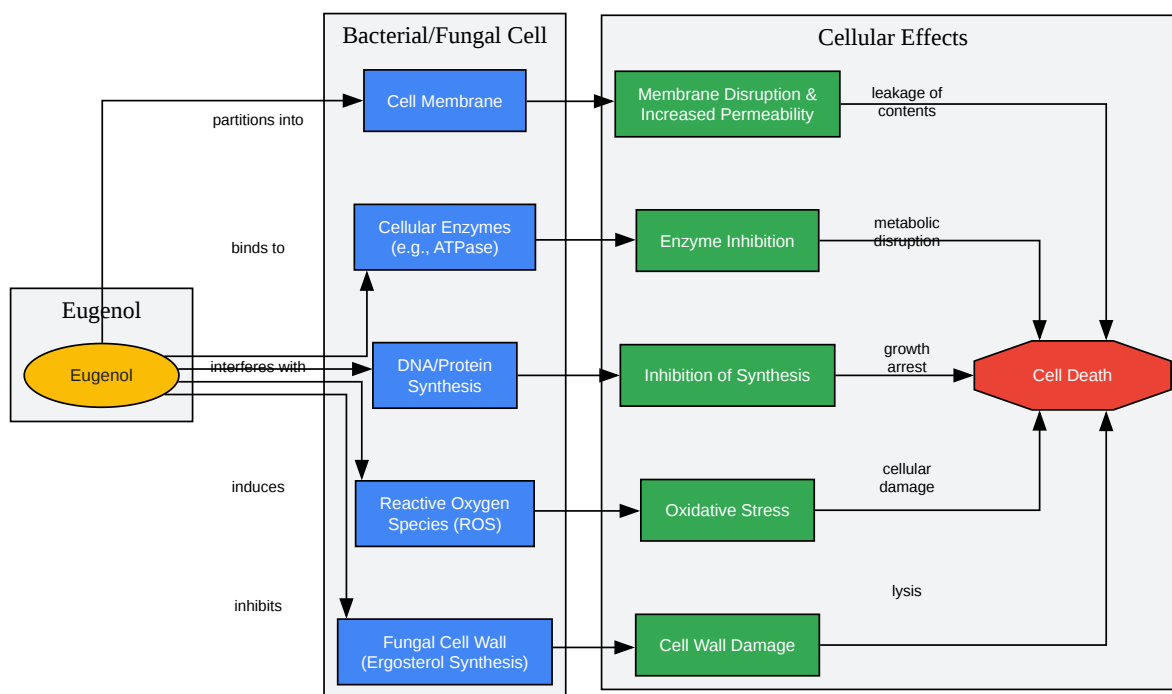 Bacterial/Fungal Cell
Cellular Effects
Cell Membrane
Membrane Disruption &
Increased Permeability
leakage of
contents
partitions into
Cellular Enzymes
(e.g., ATPase)
Enzyme Inhibition
metabolic
disruption
binds to
Eugenol
Eugenol
interferes with
DNA/Protein
Synthesis
Inhibition of Synthesis
growth
arrest
Cell Death
induces
Reactive Oxygen
Species (ROS)
Oxidative Stress
cellular
damage
inhibits
Fungal Cell Wall
(Ergosterol Synthesis)
Cell Wall Damage
lysis